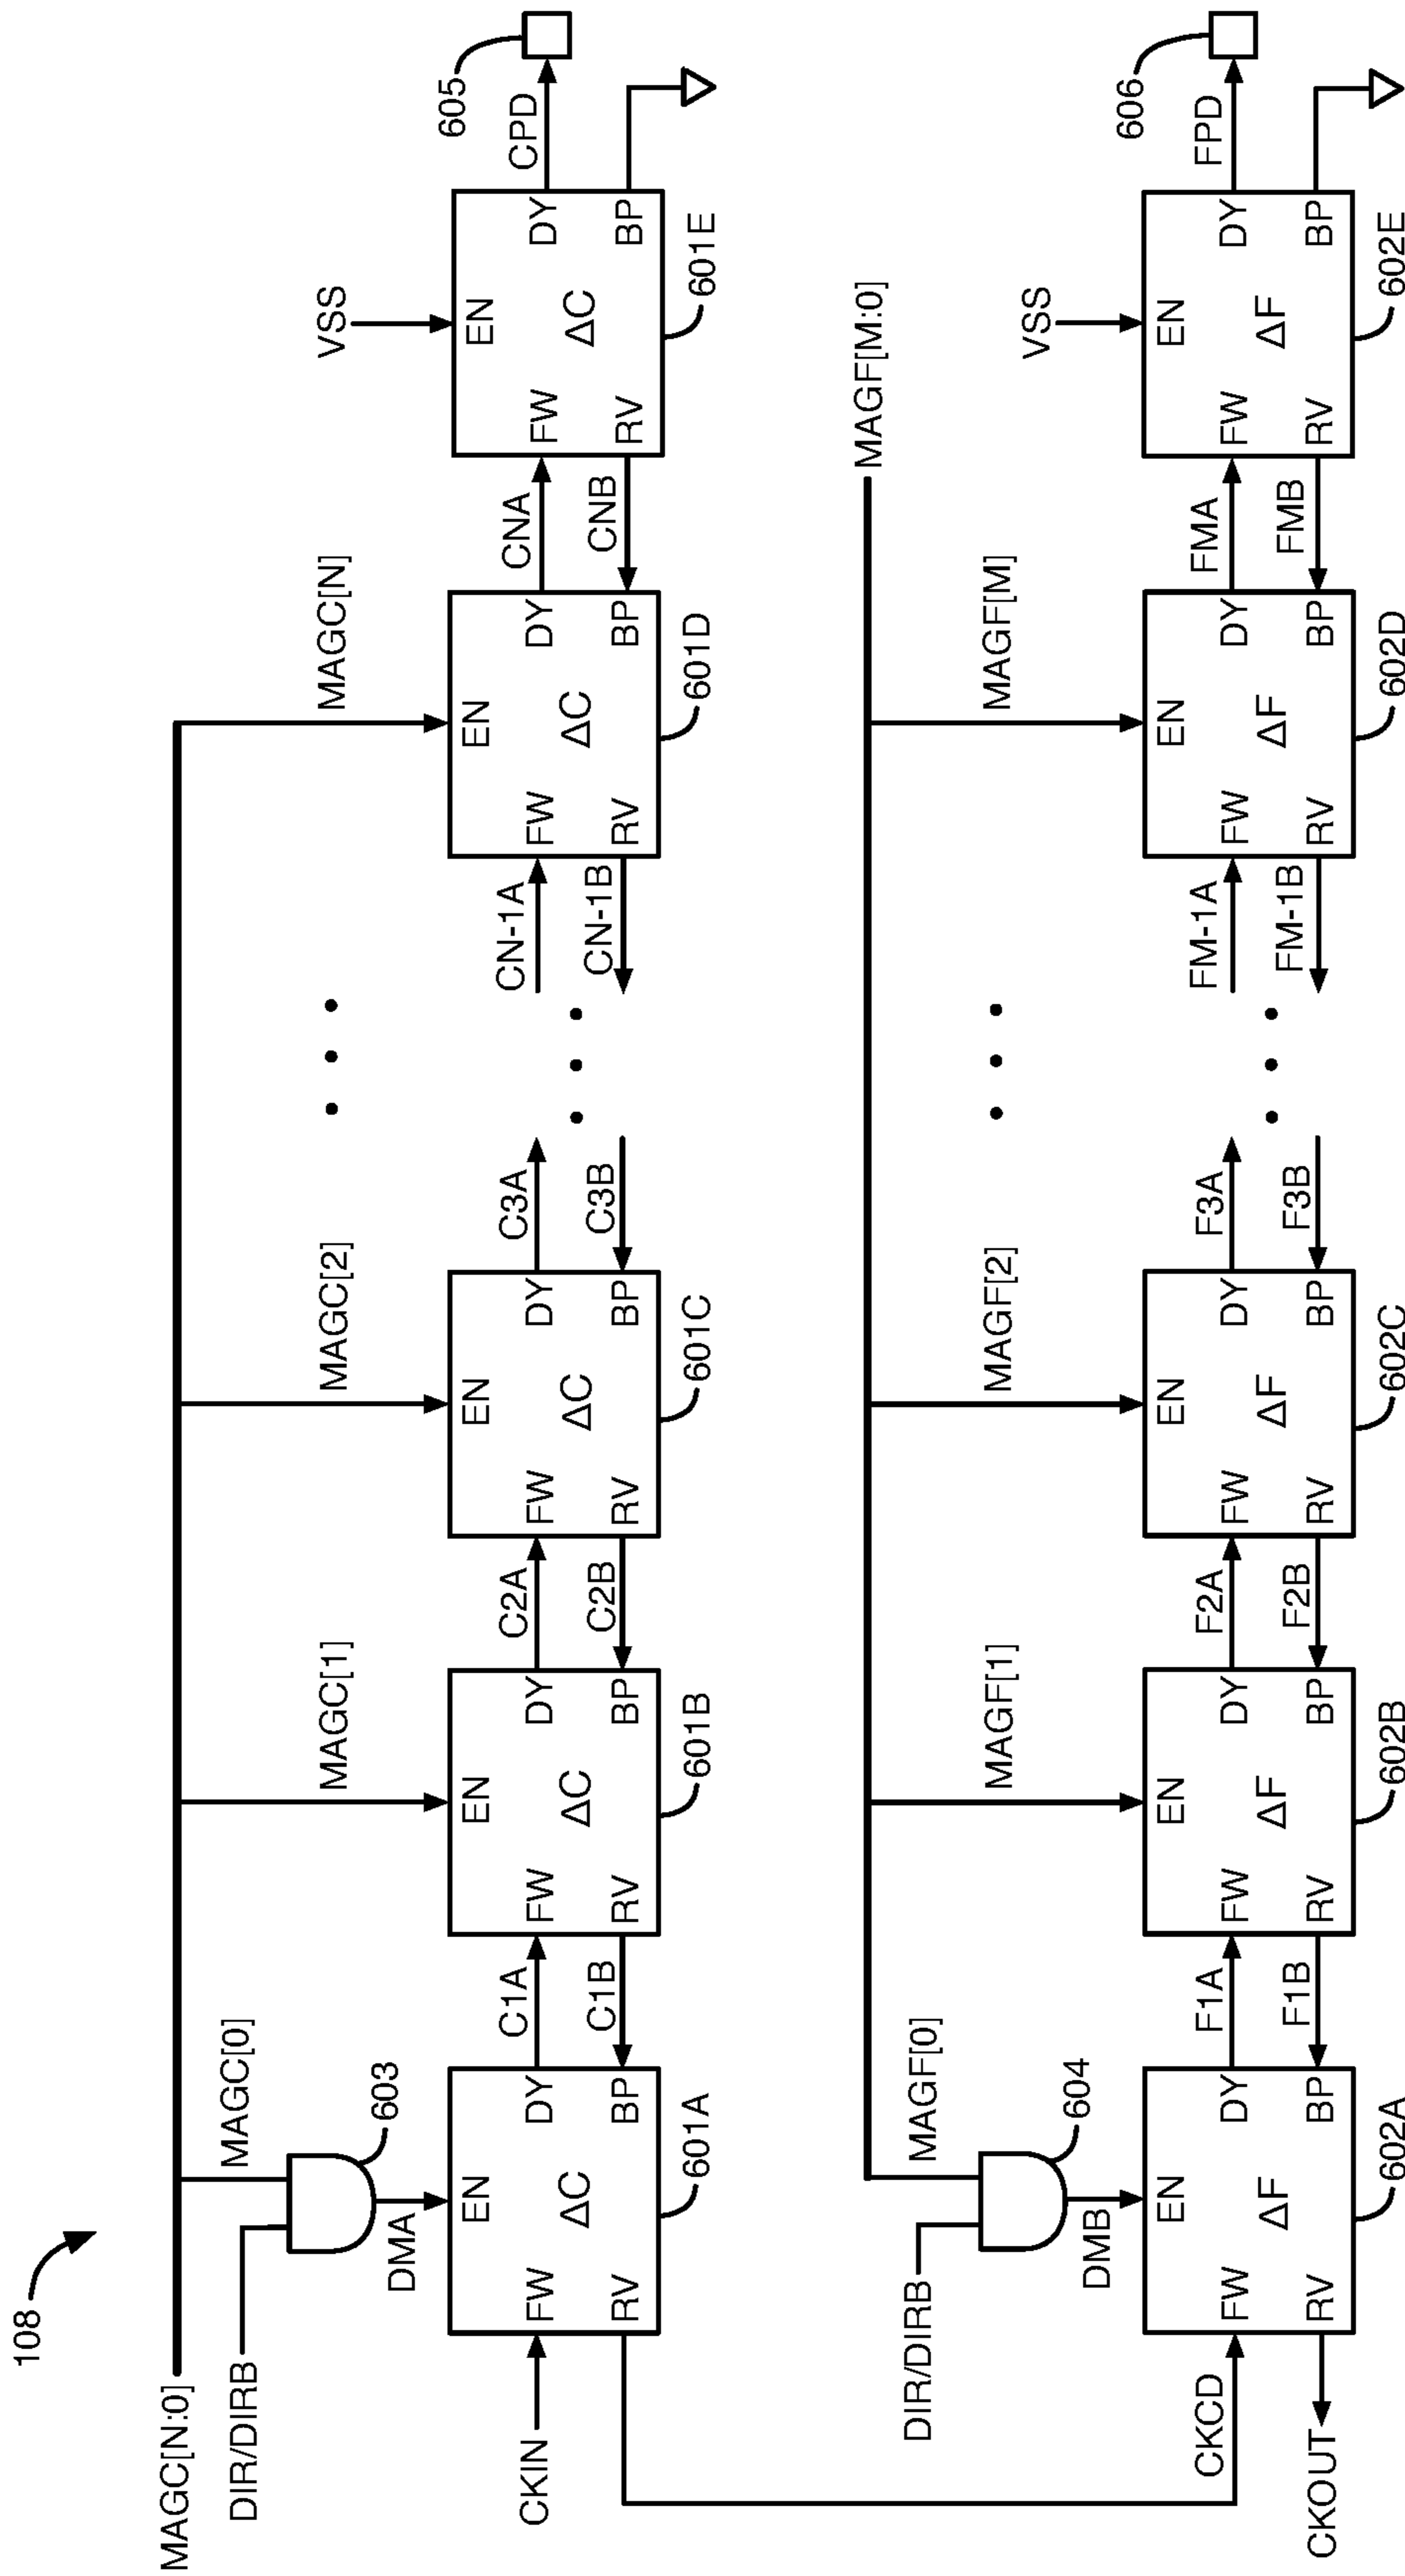 108
MAGC[N:0]
DIR/DIRB
MAGC[0]
MAGC[1]
MAGC[2]
MAGC[N]
VSS
603
DMA
605
CKIN
EN
FW
DY
ΔC
RV
BP
601A
C1A
C1B
EN
FW
DY
ΔC
RV
BP
601B
C2A
C2B
EN
FW
DY
ΔC
RV
BP
601C
C3A
C3B
CN-1A
CN-1B
EN
FW
DY
ΔC
RV
BP
601D
CNA
CNB
EN
FW
DY
ΔC
RV
BP
601E
CPD
MAGF[M:0]
DIR/DIRB
MAGF[0]
MAGF[1]
MAGF[2]
MAGF[M]
VSS
604
DMB
606
CKCD
CKOUT
EN
FW
DY
ΔF
RV
BP
602A
F1A
F1B
EN
FW
DY
ΔF
RV
BP
602B
F2A
F2B
EN
FW
DY
ΔF
RV
BP
602C
F3A
F3B
FM-1A
FM-1B
EN
FW
DY
ΔF
RV
BP
602D
FMA
FMB
EN
FW
DY
ΔF
RV
BP
602E
FPD